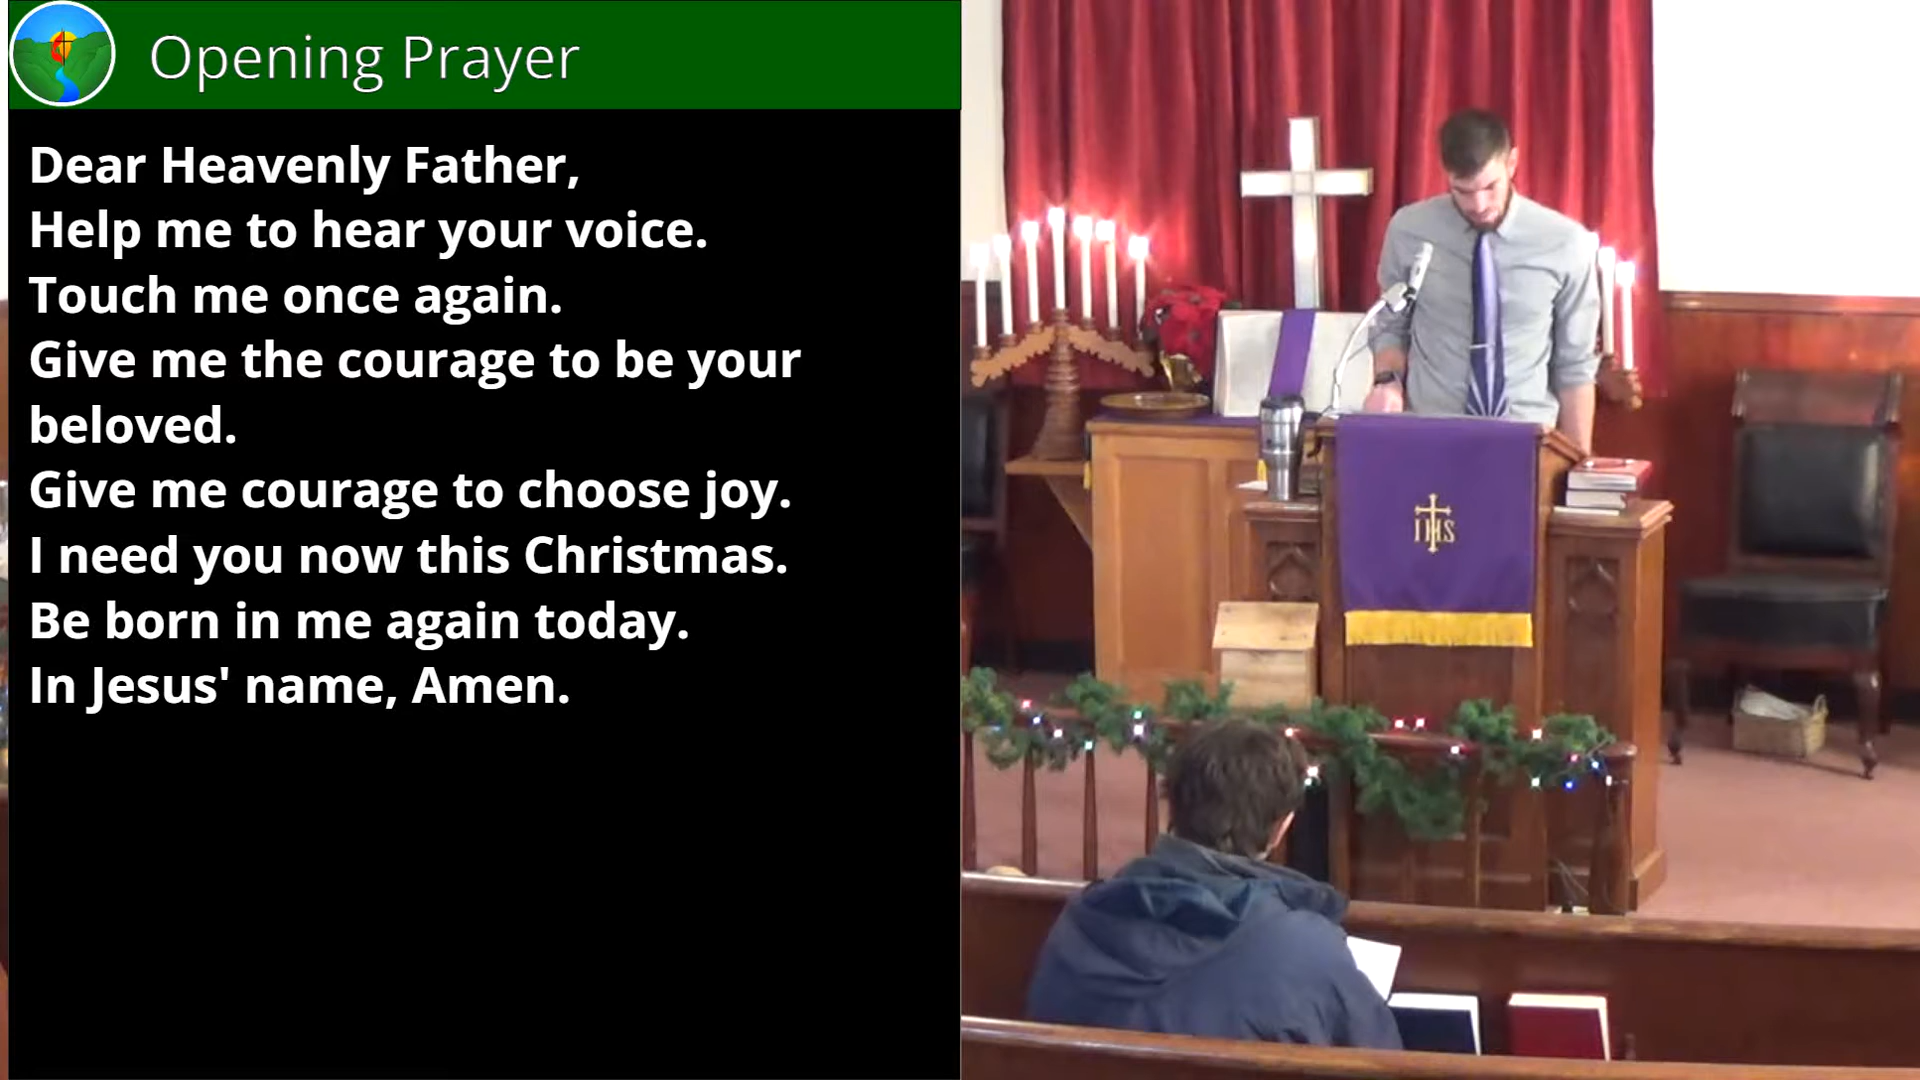 Opening Prayer
Dear Heavenly Father,
Help me to hear your voice.
Touch me once again.
Give me the courage to be your
beloved.
Give me courage to choose joy.
I need you now this Christmas.
Be born in me again today.
In Jesus' name, Amen.
IHS